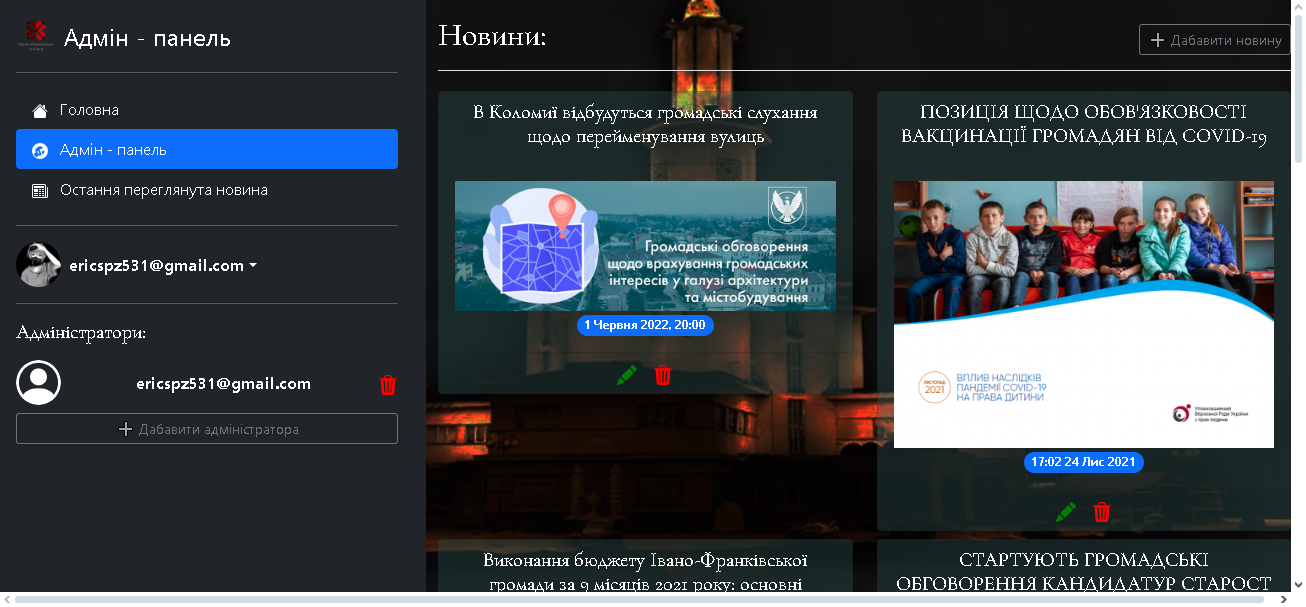 Адмін - панель
Головна
Адмін - панель
Остання переглянута новина
ericspz531@gmail.com
Адміністратори:
ericspz531@gmail.com
Дабавити адміністратора
Новини:
Дабавити новину
В Коломиї відбудуться громадські слухання
щодо перейменування вулиць
Громадські обговорення
щодо врахування громадських
інтересів у галузі архітектури
та містобудування
1 Червня 2022, 20:00
ПОЗИЦІЯ ЩОДО ОБОВ'ЯЗКОВОСТІ
ВАКЦИНАЦІЇ ГРОМАДЯН ВІД COVID-19
ЛИСТОПАД
2021
ВПЛИВ НАСЛІДКІВ
ПАНДЕМІЇ COVID-19
НА ПРАВА ДИТИНИ
Уповноважений
Верховної Ради України
з прав людини
17:02 24 Лис 2021
Виконання бюджету Івано-Франківської
громади за 9 місяців 2021 року: основні
СТАРТУЮТЬ ГРОМАДСЬКІ
ОБГОВОРЕННЯ КАНДИДАТУР СТАРОСТ